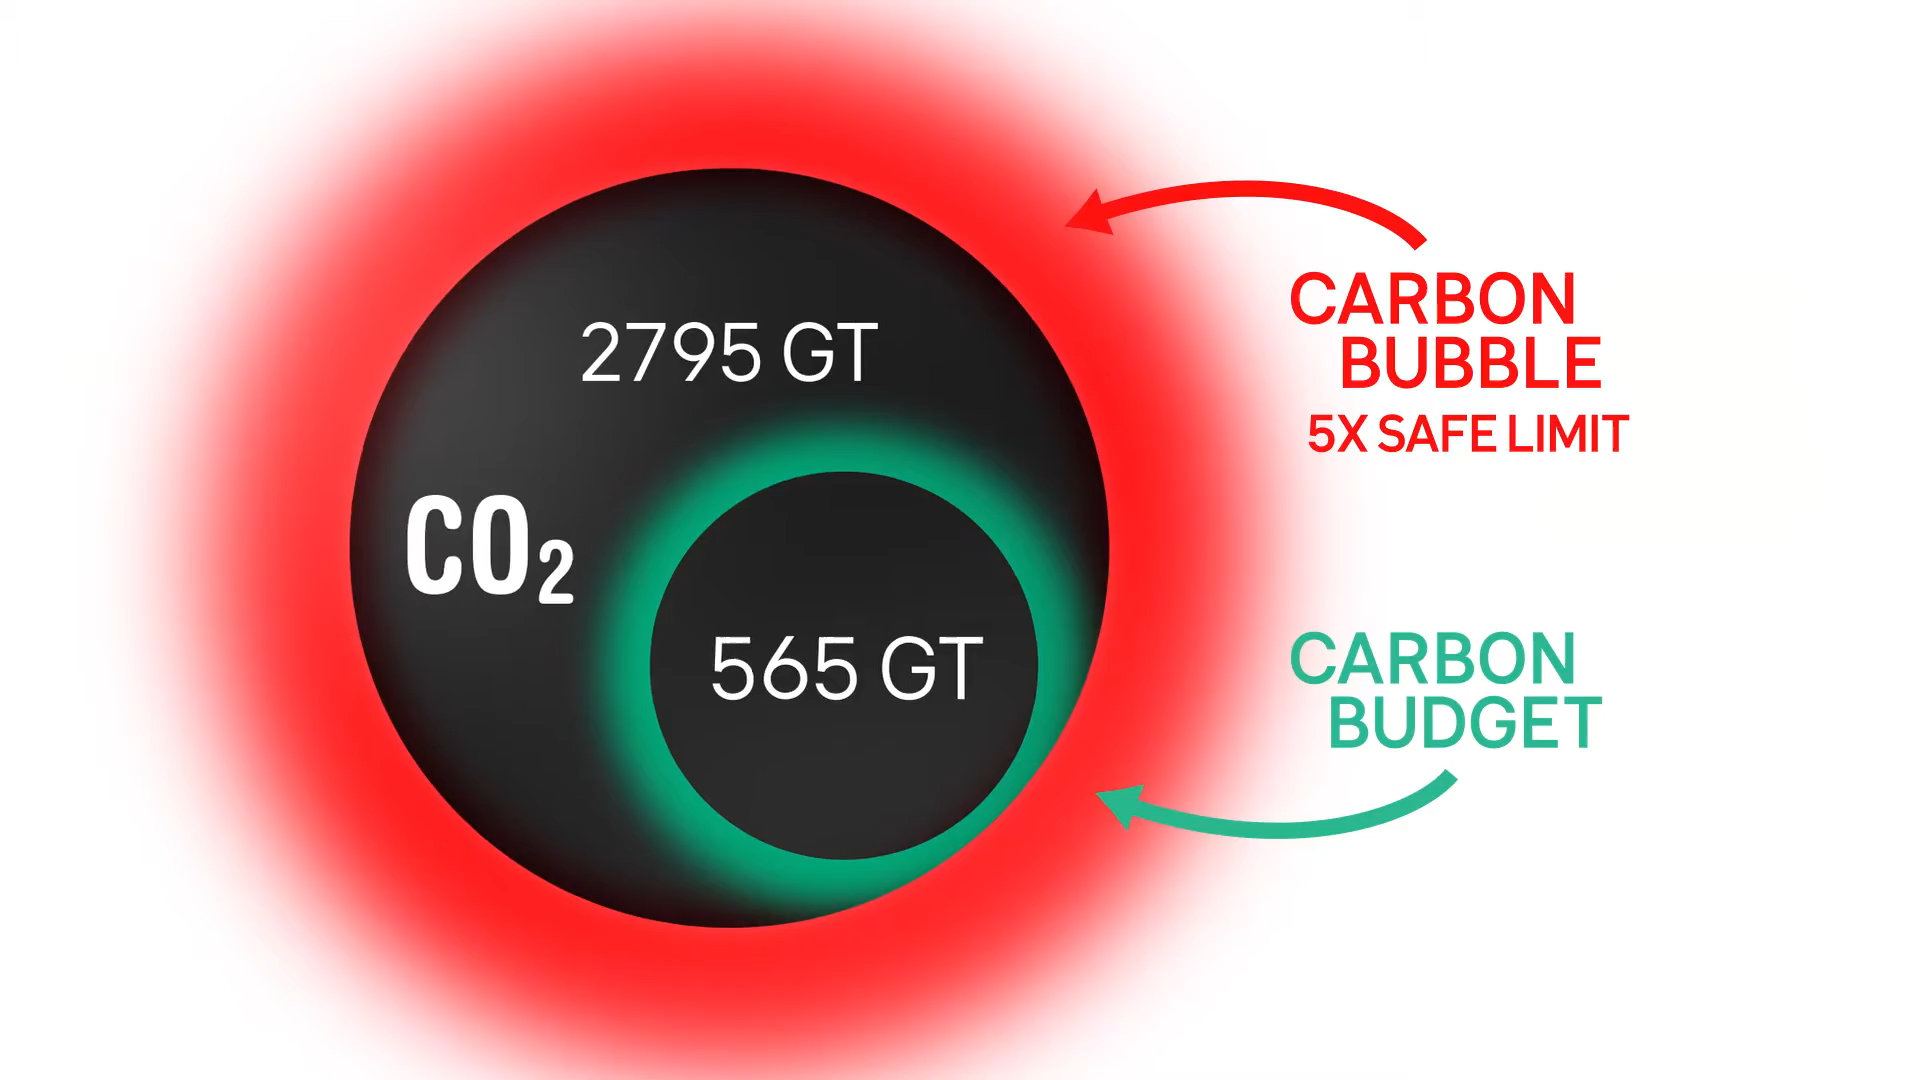 2795 GT
CO₂
565 GT
CARBON
BUBBLE
5X SAFE LIMIT
CARBON
BUDGET